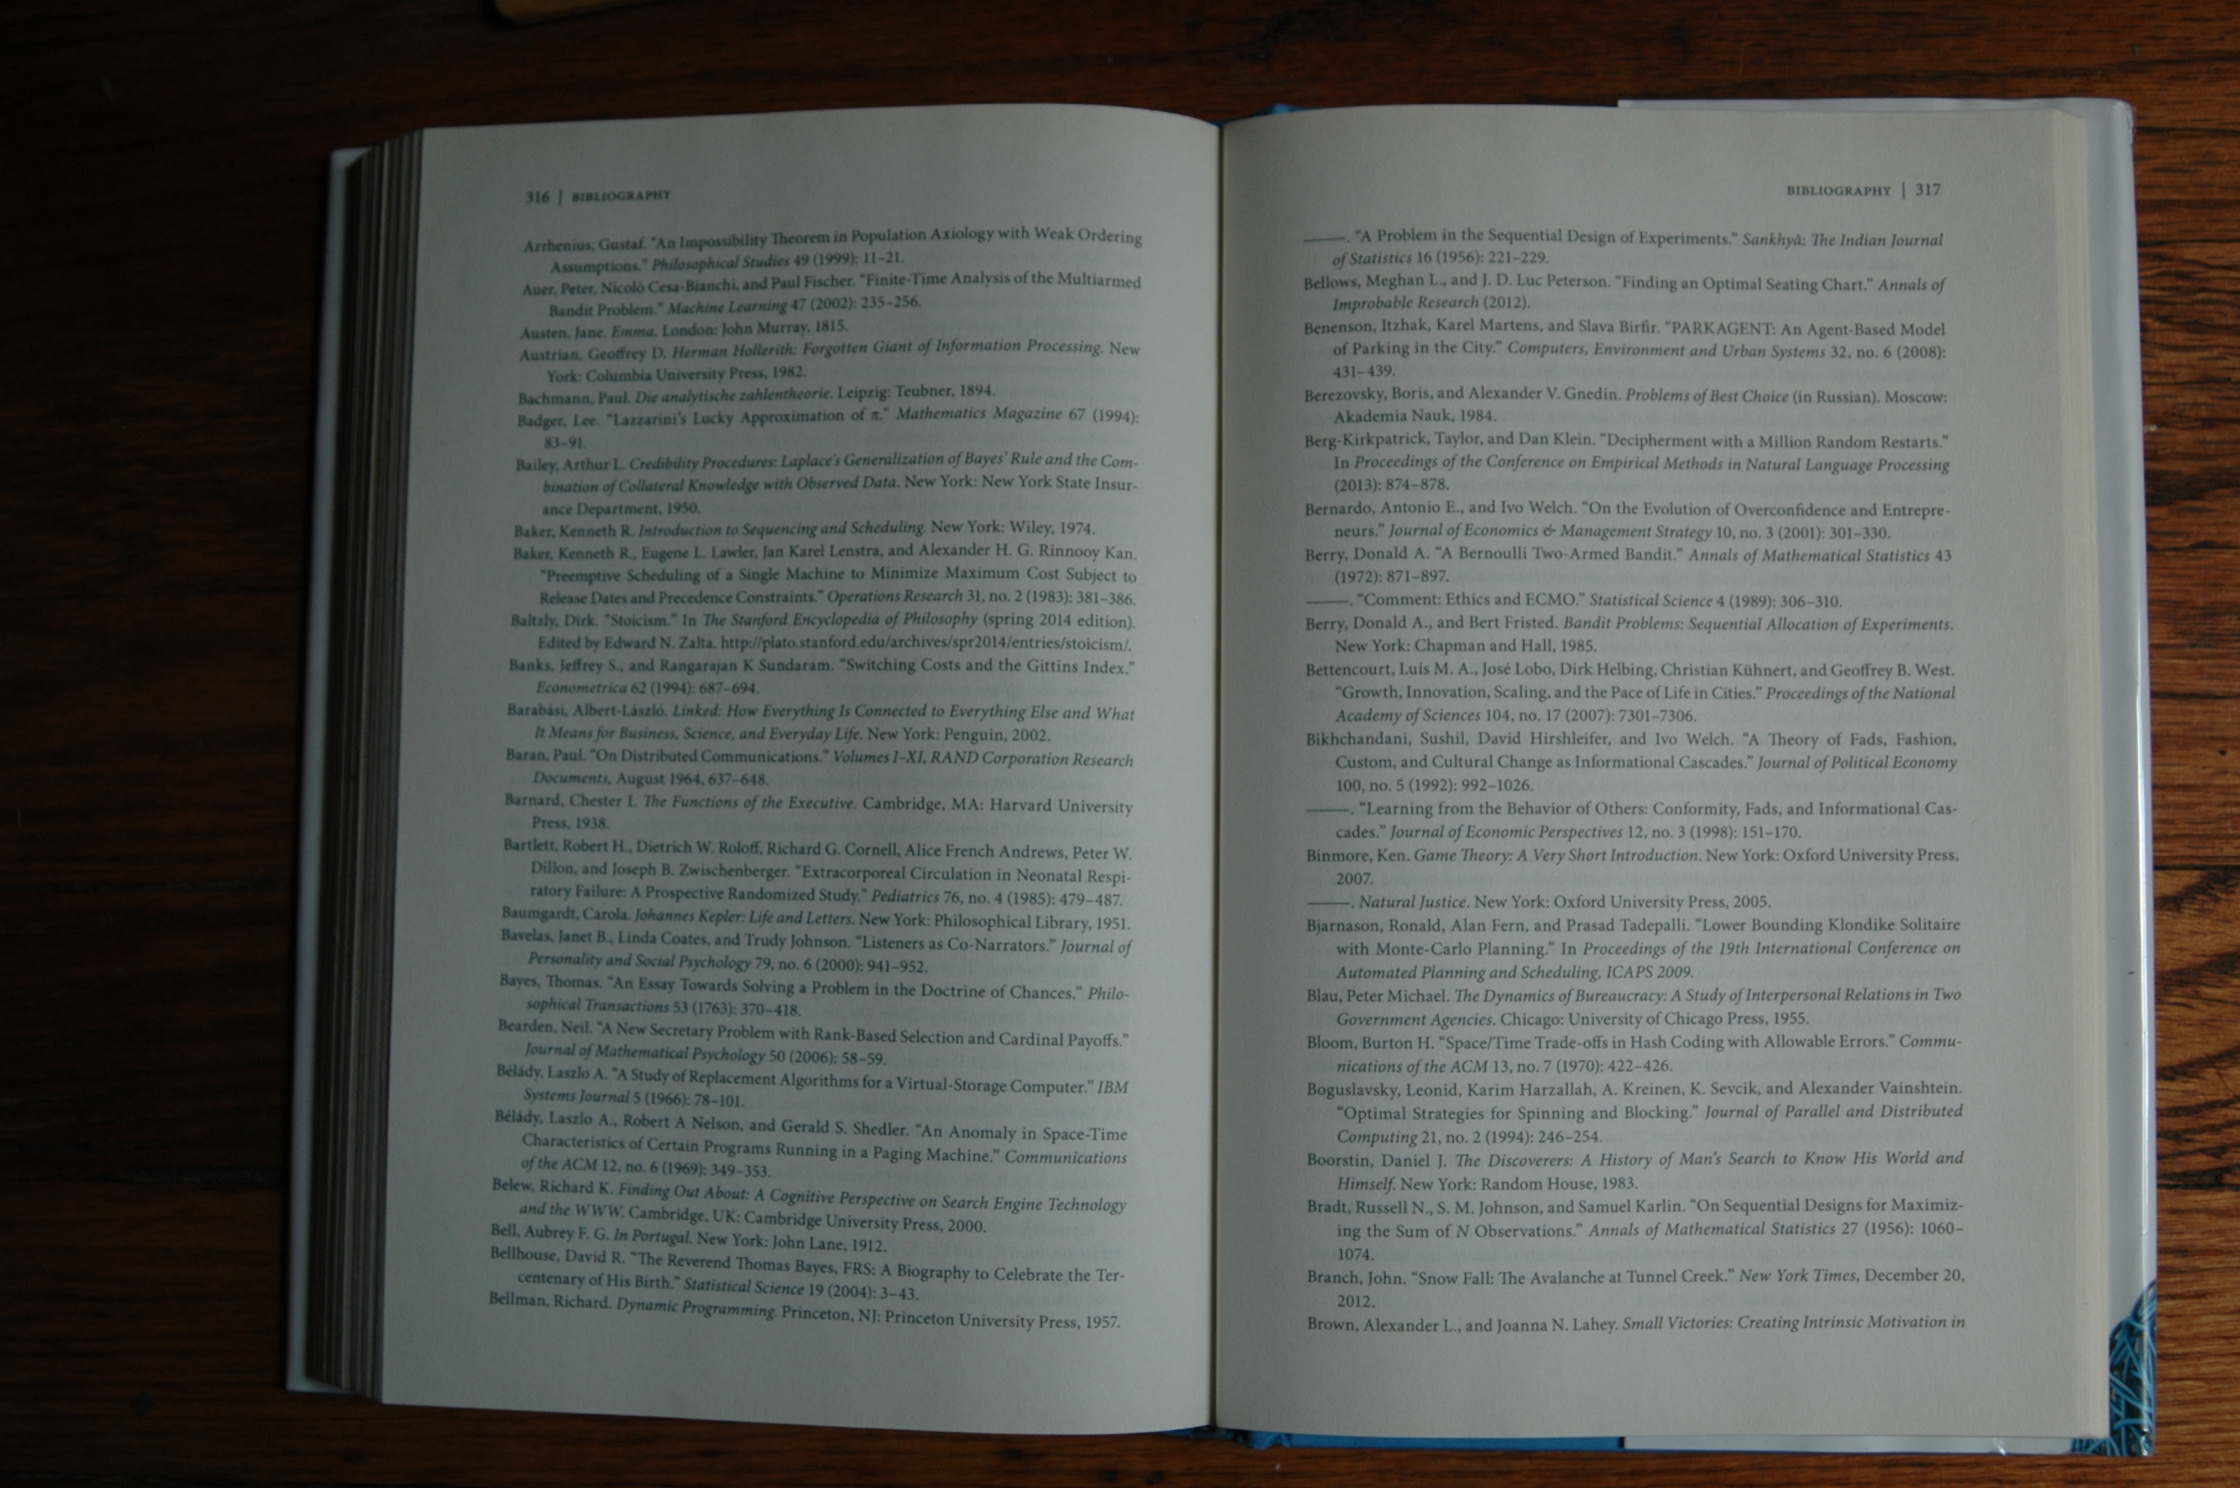 316 | BIBLIOGRAPHY
Arrhenius, Gustaf. "An Impossibility Theorem in Population Axiology with Weak Ordering
Assumptions." Philosophical Studies 49 (1999): 11–21.
Auer, Peter, Nicolò Cesa-Bianchi, and Paul Fischer. "Finite-Time Analysis of the Multiarmed
Bandit Problem." Machine Learning 47 (2002): 235–256.
Austen, Jane. Emma. London: John Murray, 1815.
Austrian, Geoffrey D. Herman Hollerith: Forgotten Giant of Information Processing. New
York: Columbia University Press, 1982.
Bachmann, Paul. Die analytische zahlentheorie. Leipzig: Teubner, 1894.
Badger, Lee. "Lazzarini's Lucky Approximation of π." Mathematics Magazine 67 (1994):
83–91.
Bailey, Arthur L. Credibility Procedures: Laplace's Generalization of Bayes' Rule and the Com-
bination of Collateral Knowledge with Observed Data. New York: New York State Insur-
ance Department, 1950.
Baker, Kenneth R. Introduction to Sequencing and Scheduling. New York: Wiley, 1974.
Baker, Kenneth R., Eugene L. Lawler, Jan Karel Lenstra, and Alexander H. G. Rinnooy Kan.
"Preemptive Scheduling of a Single Machine to Minimize Maximum Cost Subject to
Release Dates and Precedence Constraints." Operations Research 31, no. 2 (1983): 381–386.
Baltzly, Dirk. "Stoicism." In The Stanford Encyclopedia of Philosophy (spring 2014 edition).
Edited by Edward N. Zalta. http://plato.stanford.edu/archives/spr2014/entries/stoicism/.
Banks, Jeffrey S., and Rangarajan K Sundaram. "Switching Costs and the Gittins Index."
Econometrica 62 (1994): 687–694.
Barabási, Albert-László. Linked: How Everything Is Connected to Everything Else and What
It Means for Business, Science, and Everyday Life. New York: Penguin, 2002.
Baran, Paul. "On Distributed Communications." Volumes I–XI, RAND Corporation Research
Documents, August 1964, 637–648.
Barnard, Chester I. The Functions of the Executive. Cambridge, MA: Harvard University
Press, 1938.
Bartlett, Robert H., Dietrich W. Roloff, Richard G. Cornell, Alice French Andrews, Peter W.
Dillon, and Joseph B. Zwischenberger. "Extracorporeal Circulation in Neonatal Respi-
ratory Failure: A Prospective Randomized Study." Pediatrics 76, no. 4 (1985): 479–487.
Baumgardt, Carola. Johannes Kepler: Life and Letters. New York: Philosophical Library, 1951.
Bavelas, Janet B., Linda Coates, and Trudy Johnson. "Listeners as Co-Narrators." Journal of
Personality and Social Psychology 79, no. 6 (2000): 941–952.
Bayes, Thomas. "An Essay Towards Solving a Problem in the Doctrine of Chances." Philo-
sophical Transactions 53 (1763): 370–418.
Bearden, Neil. "A New Secretary Problem with Rank-Based Selection and Cardinal Payoffs."
Journal of Mathematical Psychology 50 (2006): 58–59.
Bélády, Laszlo A. "A Study of Replacement Algorithms for a Virtual-Storage Computer." IBM
Systems Journal 5 (1966): 78–101.
Bélády, Laszlo A., Robert A Nelson, and Gerald S. Shedler. "An Anomaly in Space-Time
Characteristics of Certain Programs Running in a Paging Machine." Communications
of the ACM 12, no. 6 (1969): 349–353.
Belew, Richard K. Finding Out About: A Cognitive Perspective on Search Engine Technology
and the WWW. Cambridge, UK: Cambridge University Press, 2000.
Bell, Aubrey F. G. In Portugal. New York: John Lane, 1912.
Bellhouse, David R. "The Reverend Thomas Bayes, FRS: A Biography to Celebrate the Ter-
centenary of His Birth." Statistical Science 19 (2004): 3–43.
Bellman, Richard. Dynamic Programming. Princeton, NJ: Princeton University Press, 1957.
BIBLIOGRAPHY | 317
———. "A Problem in the Sequential Design of Experiments." Sankhyā: The Indian Journal
of Statistics 16 (1956): 221–229.
Bellows, Meghan L., and J. D. Luc Peterson. "Finding an Optimal Seating Chart." Annals of
Improbable Research (2012).
Benenson, Itzhak, Karel Martens, and Slava Birfir. "PARKAGENT: An Agent-Based Model
of Parking in the City." Computers, Environment and Urban Systems 32, no. 6 (2008):
431–439.
Berezovsky, Boris, and Alexander V. Gnedin. Problems of Best Choice (in Russian). Moscow:
Akademia Nauk, 1984.
Berg-Kirkpatrick, Taylor, and Dan Klein. "Decipherment with a Million Random Restarts."
In Proceedings of the Conference on Empirical Methods in Natural Language Processing
(2013): 874–878.
Bernardo, Antonio E., and Ivo Welch. "On the Evolution of Overconfidence and Entrepre-
neurs." Journal of Economics & Management Strategy 10, no. 3 (2001): 301–330.
Berry, Donald A. "A Bernoulli Two-Armed Bandit." Annals of Mathematical Statistics 43
(1972): 871–897.
———. "Comment: Ethics and ECMO." Statistical Science 4 (1989): 306–310.
Berry, Donald A., and Bert Fristed. Bandit Problems: Sequential Allocation of Experiments.
New York: Chapman and Hall, 1985.
Bettencourt, Luís M. A., José Lobo, Dirk Helbing, Christian Kühnert, and Geoffrey B. West.
"Growth, Innovation, Scaling, and the Pace of Life in Cities." Proceedings of the National
Academy of Sciences 104, no. 17 (2007): 7301–7306.
Bikhchandani, Sushil, David Hirshleifer, and Ivo Welch. "A Theory of Fads, Fashion,
Custom, and Cultural Change as Informational Cascades." Journal of Political Economy
100, no. 5 (1992): 992–1026.
———. "Learning from the Behavior of Others: Conformity, Fads, and Informational Cas-
cades." Journal of Economic Perspectives 12, no. 3 (1998): 151–170.
Binmore, Ken. Game Theory: A Very Short Introduction. New York: Oxford University Press,
2007.
———. Natural Justice. New York: Oxford University Press, 2005.
Bjarnason, Ronald, Alan Fern, and Prasad Tadepalli. "Lower Bounding Klondike Solitaire
with Monte-Carlo Planning." In Proceedings of the 19th International Conference on
Automated Planning and Scheduling, ICAPS 2009.
Blau, Peter Michael. The Dynamics of Bureaucracy: A Study of Interpersonal Relations in Two
Government Agencies. Chicago: University of Chicago Press, 1955.
Bloom, Burton H. "Space/Time Trade-offs in Hash Coding with Allowable Errors." Commu-
nications of the ACM 13, no. 7 (1970): 422–426.
Boguslavsky, Leonid, Karim Harzallah, A. Kreinen, K. Sevcik, and Alexander Vainshtein.
"Optimal Strategies for Spinning and Blocking." Journal of Parallel and Distributed
Computing 21, no. 2 (1994): 246–254.
Boorstin, Daniel J. The Discoverers: A History of Man's Search to Know His World and
Himself. New York: Random House, 1983.
Bradt, Russell N., S. M. Johnson, and Samuel Karlin. "On Sequential Designs for Maximiz-
ing the Sum of N Observations." Annals of Mathematical Statistics 27 (1956): 1060–
1074.
Branch, John. "Snow Fall: The Avalanche at Tunnel Creek." New York Times, December 20,
2012.
Brown, Alexander L., and Joanna N. Lahey. Small Victories: Creating Intrinsic Motivation in